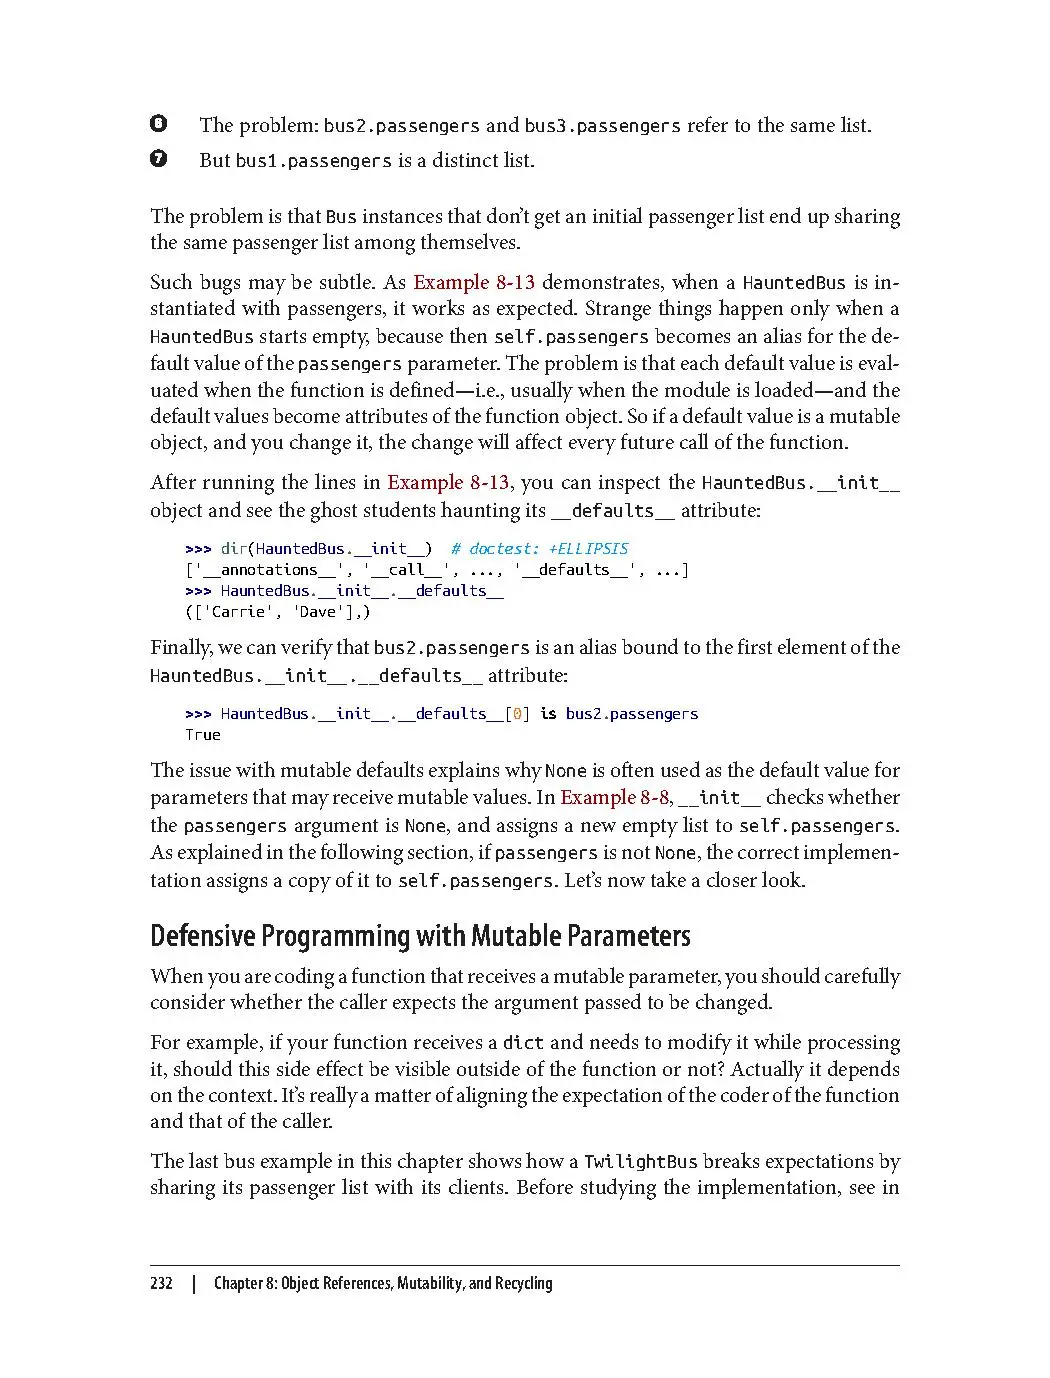 ❻ The problem: bus2.passengers and bus3.passengers refer to the same list.
❼ But bus1.passengers is a distinct list.
The problem is that Bus instances that don’t get an initial passenger list end up sharing
the same passenger list among themselves.
Such bugs may be subtle. As Example 8-13 demonstrates, when a HauntedBus is in-
stantiated with passengers, it works as expected. Strange things happen only when a
HauntedBus starts empty, because then self.passengers becomes an alias for the de-
fault value of the passengers parameter. The problem is that each default value is eval-
uated when the function is defined—i.e., usually when the module is loaded—and the
default values become attributes of the function object. So if a default value is a mutable
object, and you change it, the change will affect every future call of the function.
After running the lines in Example 8-13, you can inspect the HauntedBus.__init__
object and see the ghost students haunting its __defaults__ attribute:
>>> dir(HauntedBus.__init__)  # doctest: +ELLIPSIS
['__annotations__', '__call__', ..., '__defaults__', ...]
>>> HauntedBus.__init__.__defaults__
(['Carrie', 'Dave'],)
Finally, we can verify that bus2.passengers is an alias bound to the first element of the
HauntedBus.__init__.__defaults__ attribute:
>>> HauntedBus.__init__.__defaults__[0] is bus2.passengers
True
The issue with mutable defaults explains why None is often used as the default value for
parameters that may receive mutable values. In Example 8-8, __init__ checks whether
the passengers argument is None, and assigns a new empty list to self.passengers.
As explained in the following section, if passengers is not None, the correct implemen-
tation assigns a copy of it to self.passengers. Let’s now take a closer look.
Defensive Programming with Mutable Parameters
When you are coding a function that receives a mutable parameter, you should carefully
consider whether the caller expects the argument passed to be changed.
For example, if your function receives a dict and needs to modify it while processing
it, should this side effect be visible outside of the function or not? Actually it depends
on the context. It’s really a matter of aligning the expectation of the coder of the function
and that of the caller.
The last bus example in this chapter shows how a TwilightBus breaks expectations by
sharing its passenger list with its clients. Before studying the implementation, see in
232 | Chapter 8: Object References, Mutability, and Recycling